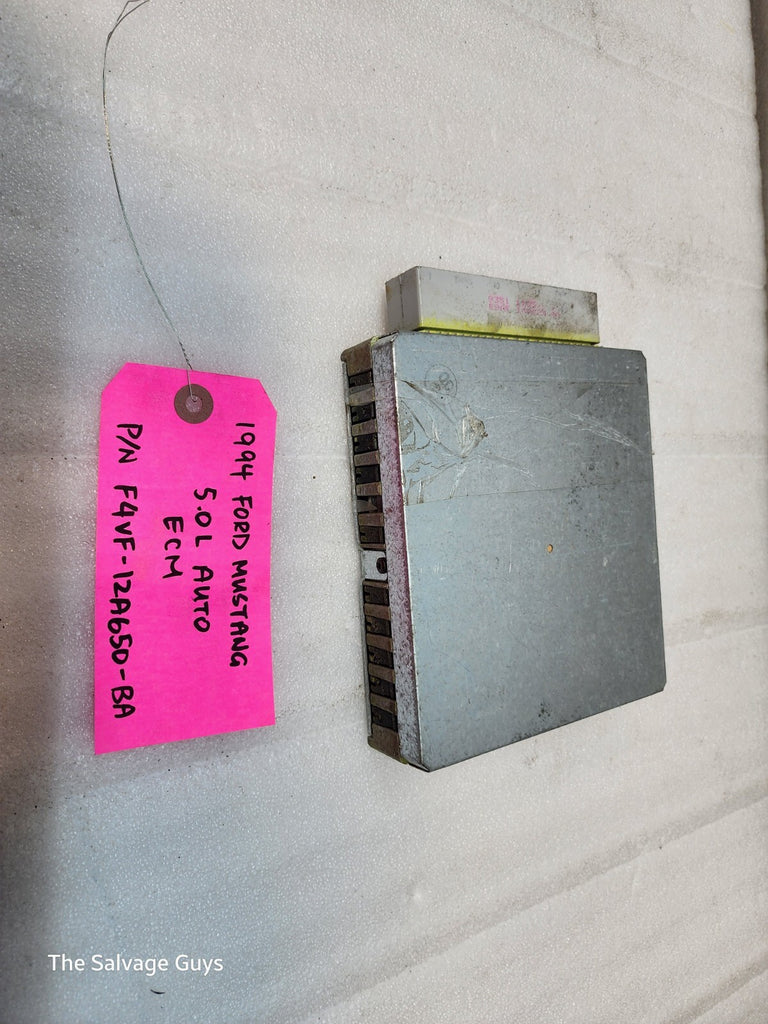 1994 FORD MUSTANG
5.0L AUTO
ECM
P/N F4VF-12A650-BA
The Salvage Guys